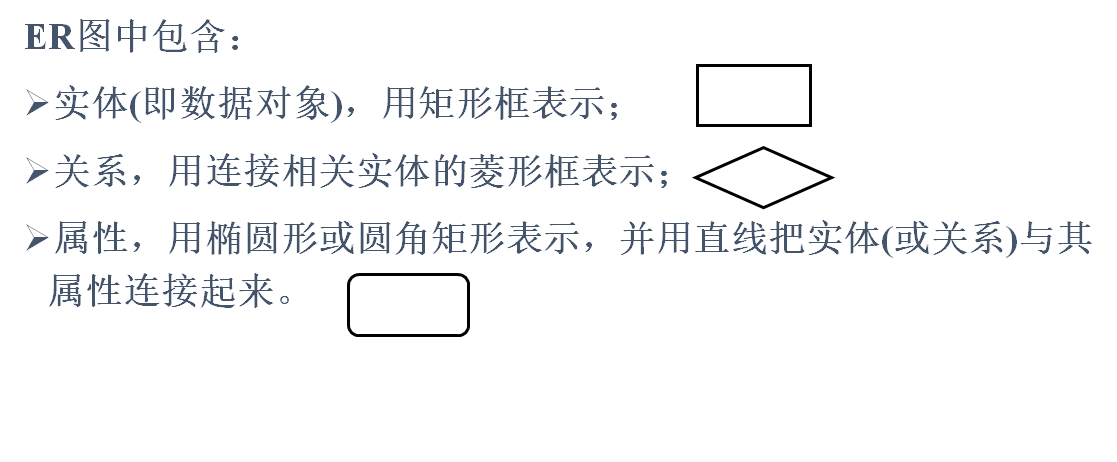 ER图中包含：
➢实体(即数据对象)，用矩形框表示；
➢关系，用连接相关实体的菱形框表示；
➢属性，用椭圆形或圆角矩形表示，并用直线把实体(或关系)与其
属性连接起来。